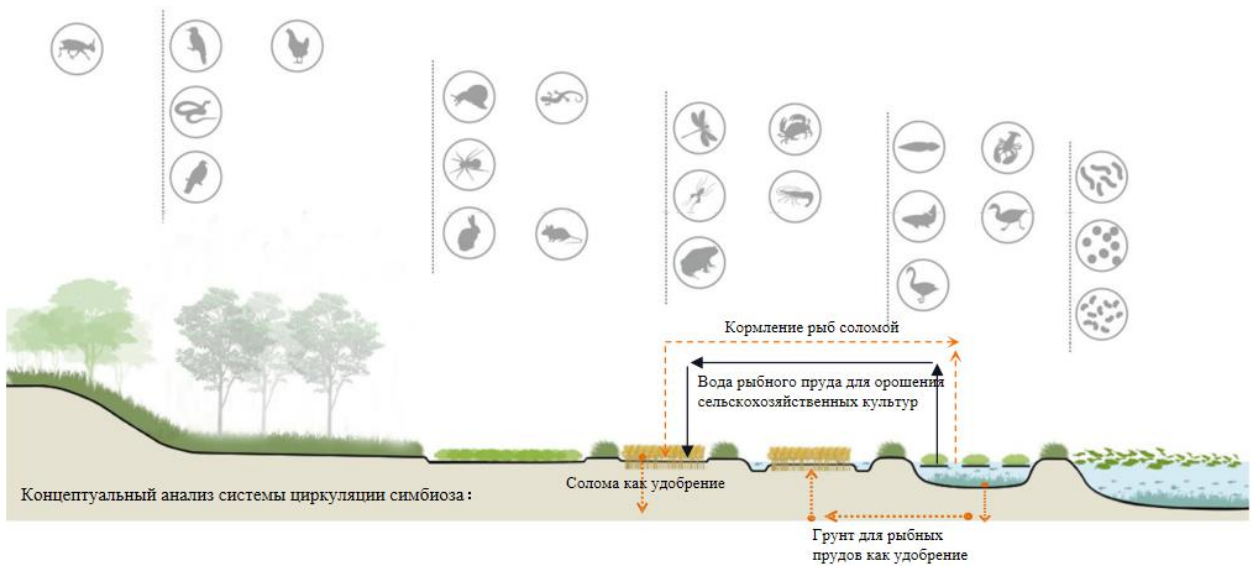 Кормление рыб соломой
Вода рыбного пруда для орошения
сельскохозяйственных культур
Солома как удобрение
Концептуальный анализ системы циркуляции симбиоза:
Грунт для рыбных
прудов как удобрение